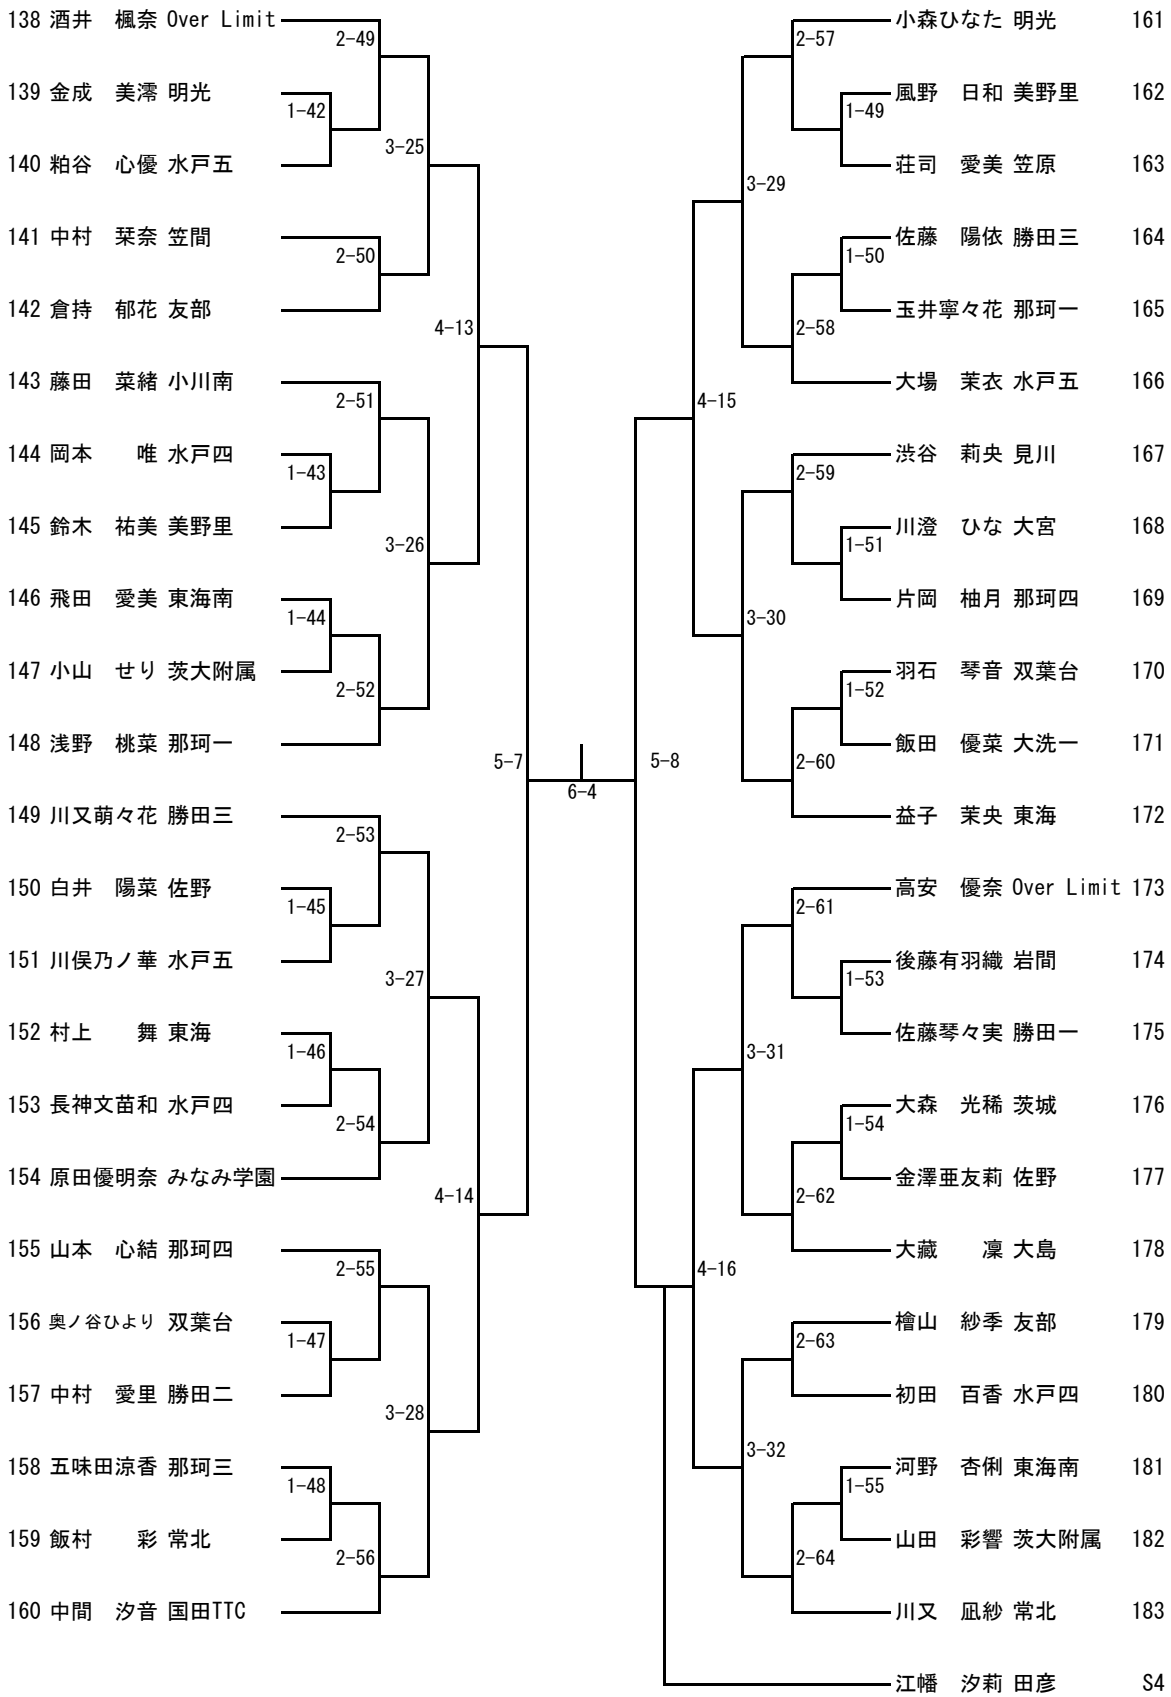 138 酒井　楓奈 Over Limit
2-49
139 金成　美澪 明光
1-42
140 粕谷　心優 水戸五
3-25
141 中村　栞奈 笠間
2-50
142 倉持　郁花 友部
4-13
143 藤田　菜緒 小川南
2-51
144 岡本　　唯 水戸四
1-43
145 鈴木　祐美 美野里
3-26
146 飛田　愛美 東海南
1-44
147 小山　せり 茨大附属
2-52
148 浅野　桃菜 那珂一
5-7
149 川又萌々花 勝田三
2-53
150 白井　陽菜 佐野
1-45
151 川俣乃ノ華 水戸五
3-27
152 村上　　舞 東海
1-46
153 長神文苗和 水戸四
2-54
154 原田優明奈 みなみ学園
4-14
155 山本　心結 那珂四
2-55
156 奥ノ谷ひより 双葉台
1-47
157 中村　愛里 勝田二
3-28
158 五味田涼香 那珂三
1-48
159 飯村　　彩 常北
2-56
160 中間　汐音 国田TTC
6-4
小森ひなた 明光 161
2-57
風野　日和 美野里 162
1-49
荘司　愛美 笠原 163
3-29
佐藤　陽依 勝田三 164
1-50
玉井寧々花 那珂一 165
2-58
大場　茉衣 水戸五 166
4-15
渋谷　莉央 見川 167
2-59
川澄　ひな 大宮 168
1-51
片岡　柚月 那珂四 169
3-30
羽石　琴音 双葉台 170
1-52
飯田　優菜 大洗一 171
2-60
5-8
益子　茉央 東海 172
高安　優奈 Over Limit 173
2-61
後藤有羽織 岩間 174
1-53
佐藤琴々実 勝田一 175
3-31
大森　光稀 茨城 176
1-54
金澤亜友莉 佐野 177
2-62
大藏　　凜 大島 178
4-16
檜山　紗季 友部 179
2-63
初田　百香 水戸四 180
3-32
河野　杏俐 東海南 181
1-55
山田　彩響 茨大附属 182
2-64
川又　凪紗 常北 183
江幡　汐莉 田彦 S4